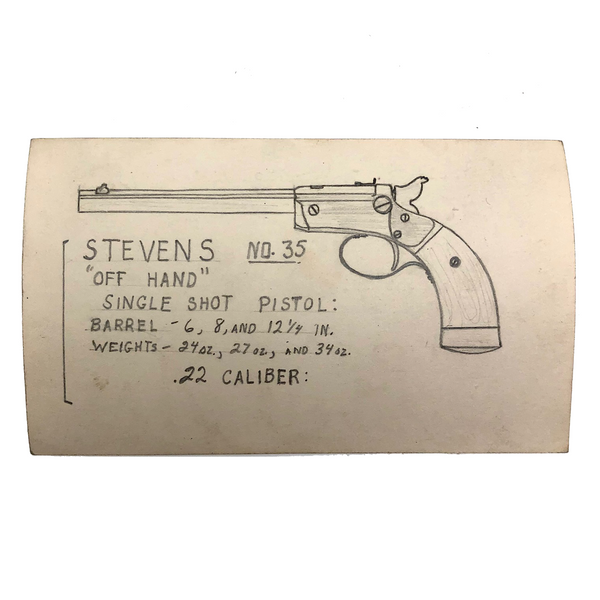 STEVENS NO. 35
"OFF HAND"
SINGLE SHOT PISTOL:
BARREL - 6, 8, AND 12 1/4 IN.
WEIGHTS - 24 oz., 27 oz., AND 34 oz.
.22 CALIBER: